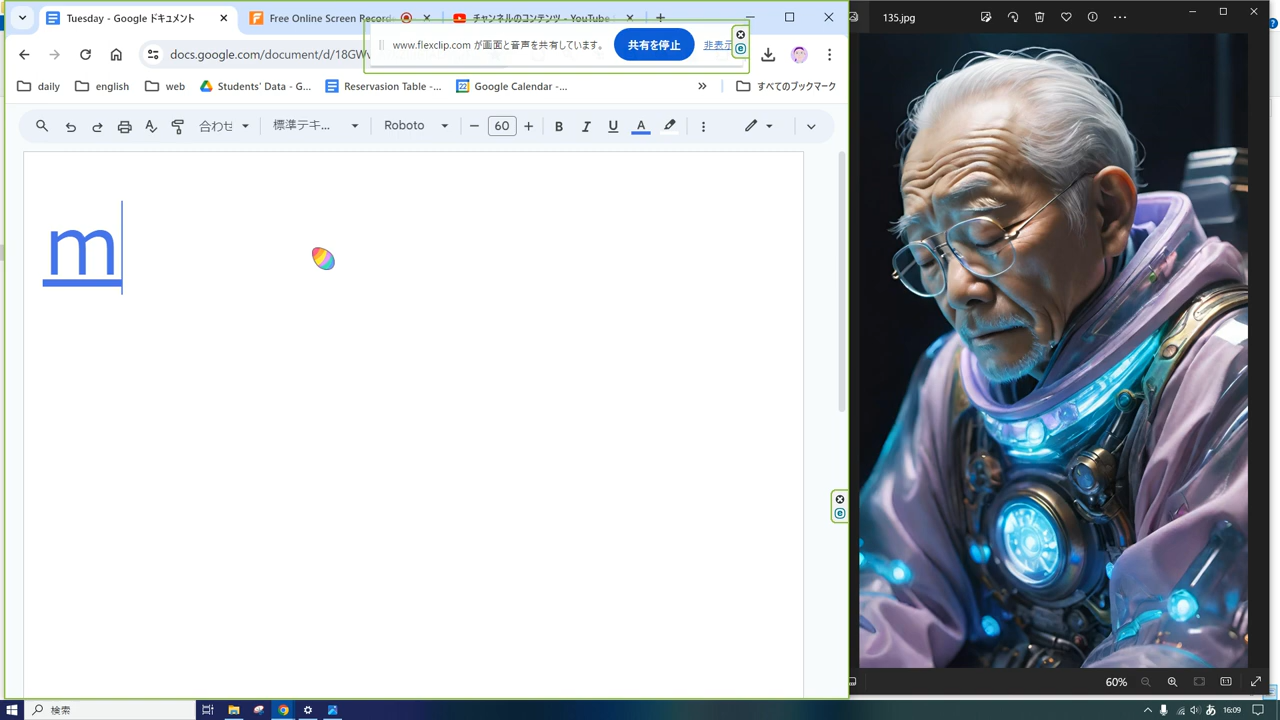 Tuesday - Google ドキュメント
Free Online Screen Record
チャンネルのコンテンツ - YouTube
135.jpg
docs.google.com/document/d/18GW
www.flexclip.com が画面と音声を共有しています。
共有を停止
非表示
daily
english
web
Students' Data - G...
Reservasion Table -...
Google Calendar -...
すべてのブックマーク
合わせ
標準テキ...
Roboto
60
B
I
U
A
m
60%
検索
あ
16:09